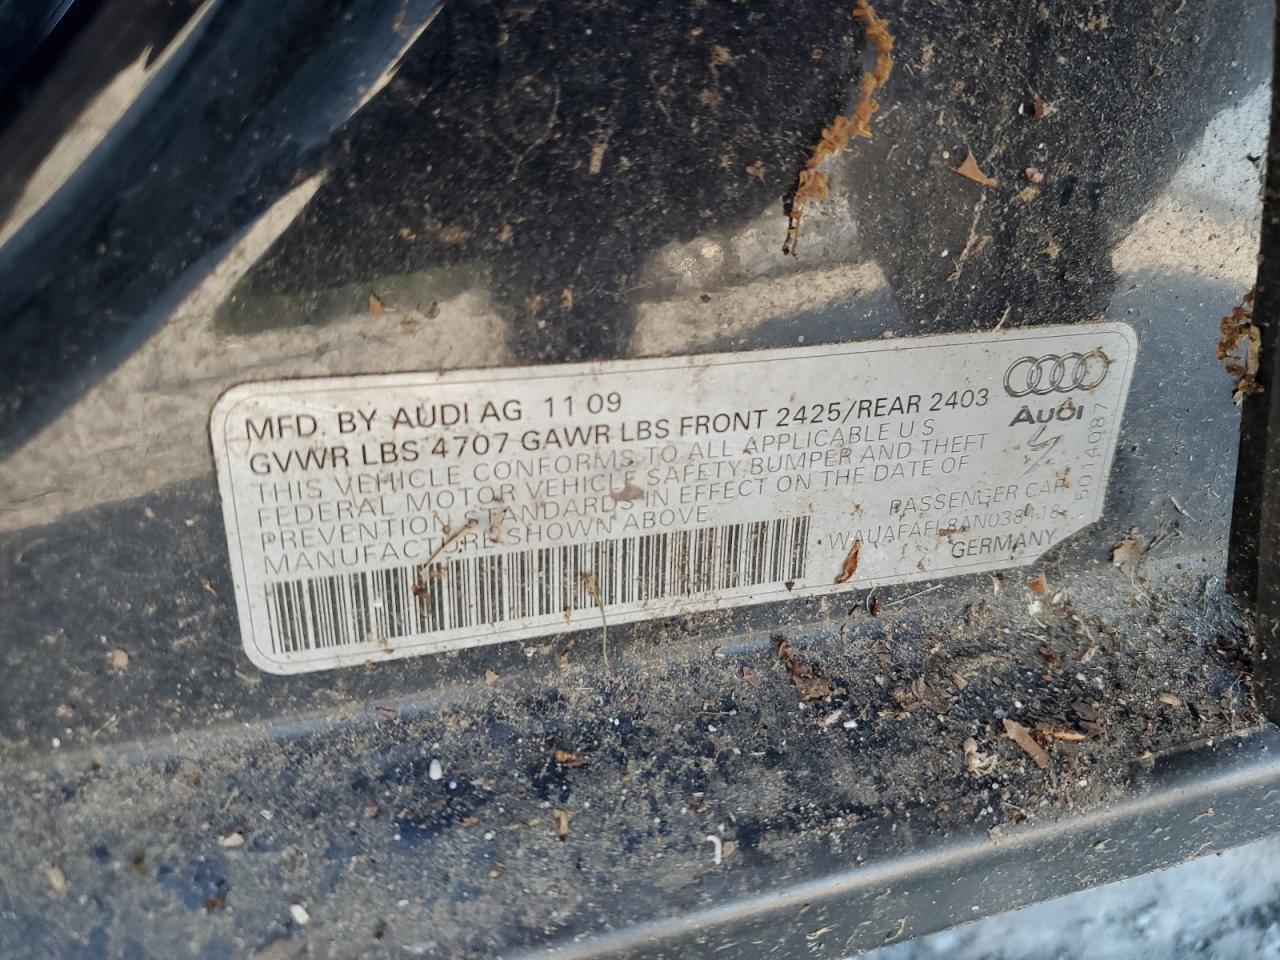 MFD. BY AUDI AG 11 09
GVWR LBS 4707 GAWR LBS FRONT 2425/REAR 2403
THIS VEHICLE CONFORMS TO ALL APPLICABLE U S
FEDERAL MOTOR VEHICLE SAFETY BUMPER AND THEFT
PREVENTION STANDARDS IN EFFECT ON THE DATE OF
MANUFACTURE SHOWN ABOVE
PASSENGER CAR
GERMANY
AUDI
501A087